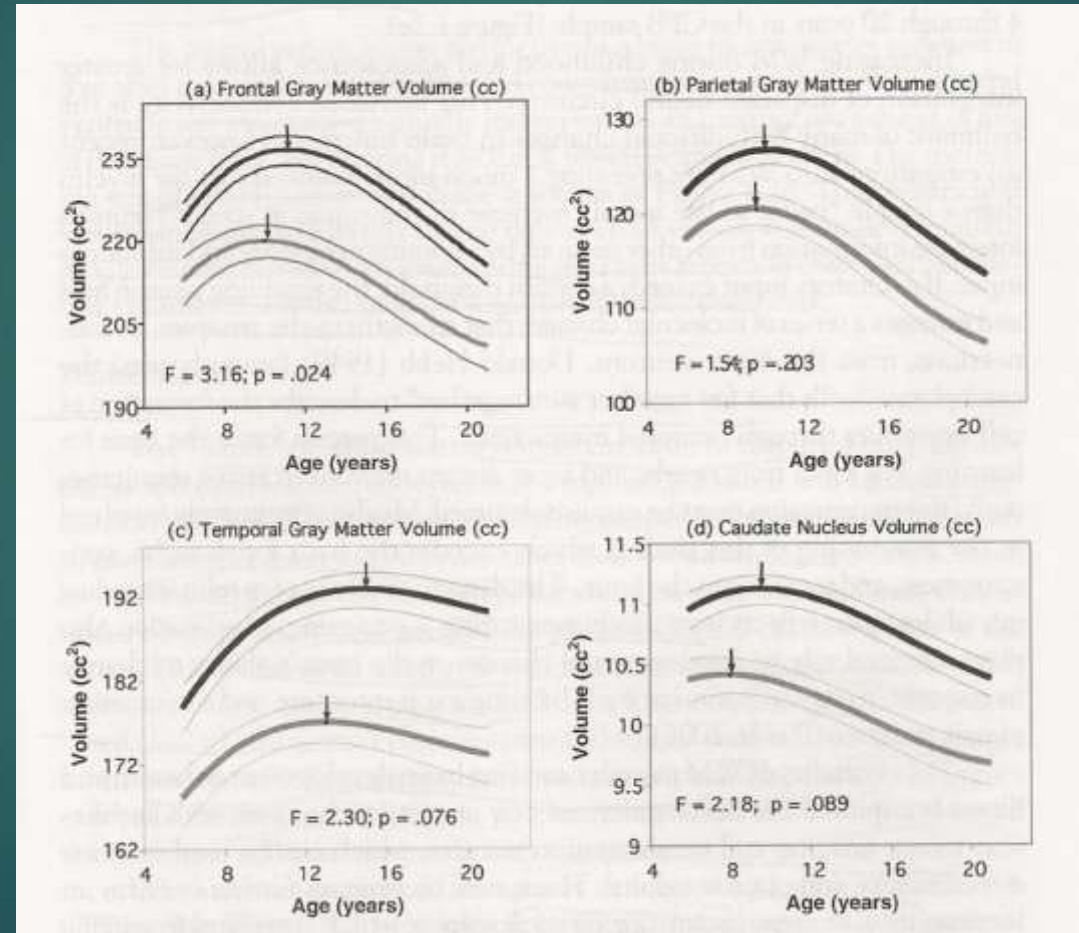 (a) Frontal Gray Matter Volume (cc)
Volume (cc²)
235
220
205
190
F = 3.16; p = .024
4 8 12 16 20
Age (years)
(b) Parietal Gray Matter Volume (cc)
Volume (cc²)
130
120
110
100
F = 1.54; p = .203
4 8 12 16 20
Age (years)
(c) Temporal Gray Matter Volume (cc)
Volume (cc²)
192
182
172
162
F = 2.30; p = .076
4 8 12 16 20
Age (years)
(d) Caudate Nucleus Volume (cc)
Volume (cc²)
11.5
11
10.5
10
9.5
9
F = 2.18; p = .089
4 8 12 16 20
Age (years)